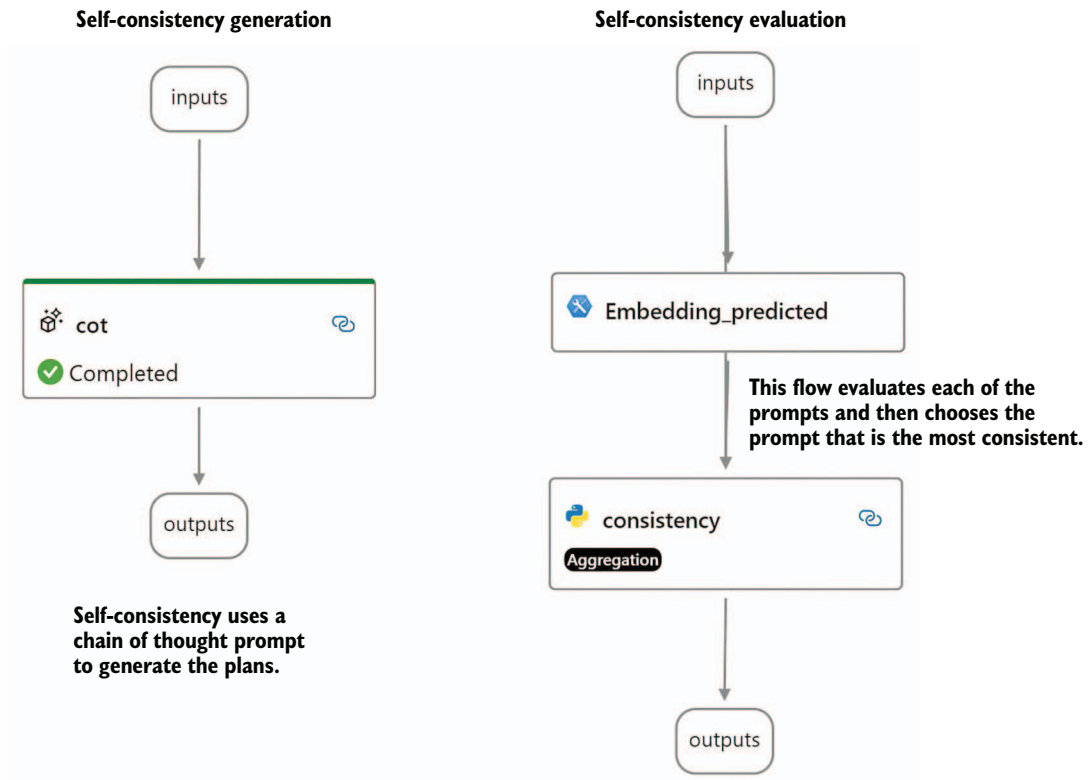 Self-consistency generation
inputs
cot
Completed
outputs
Self-consistency uses a
chain of thought prompt
to generate the plans.
Self-consistency evaluation
inputs
Embedding_predicted
This flow evaluates each of the
prompts and then chooses the
prompt that is the most consistent.
consistency
Aggregation
outputs